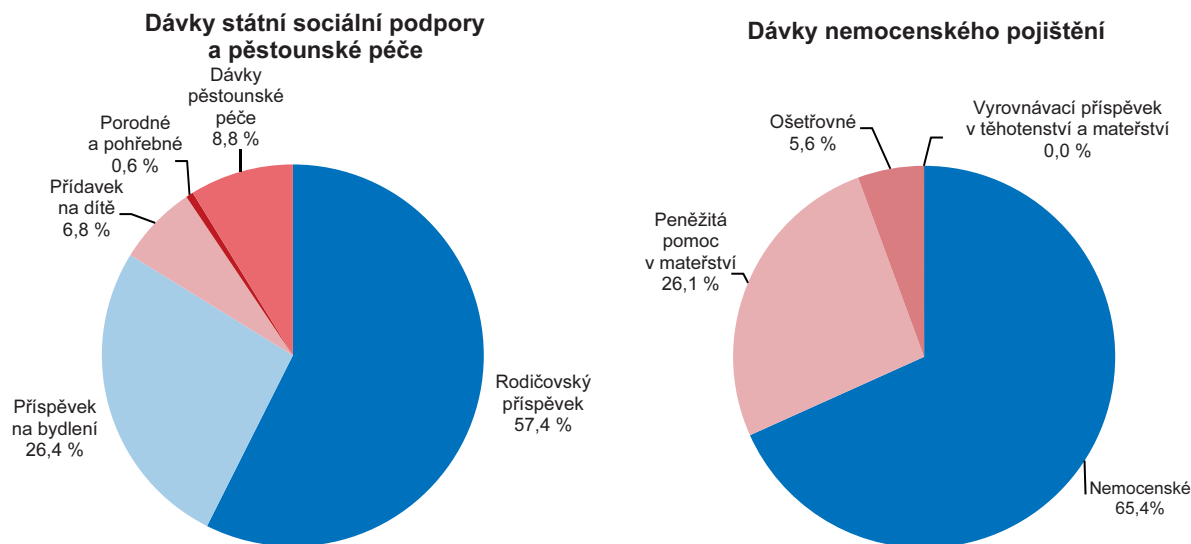 Dávky státní sociální podpory
a pěstounské péče
Dávky
pěstounské
péče
8,8 %
Porodné
a pohřebné
0,6 %
Přídavek
na dítě
6,8 %
Příspěvek
na bydlení
26,4 %
Rodičovský
příspěvek
57,4 %
Dávky nemocenského pojištění
Vyrovnávací příspěvek
v těhotenství a mateřství
0,0 %
Ošetřovné
5,6 %
Peněžitá
pomoc
v mateřství
26,1 %
Nemocenské
65,4%